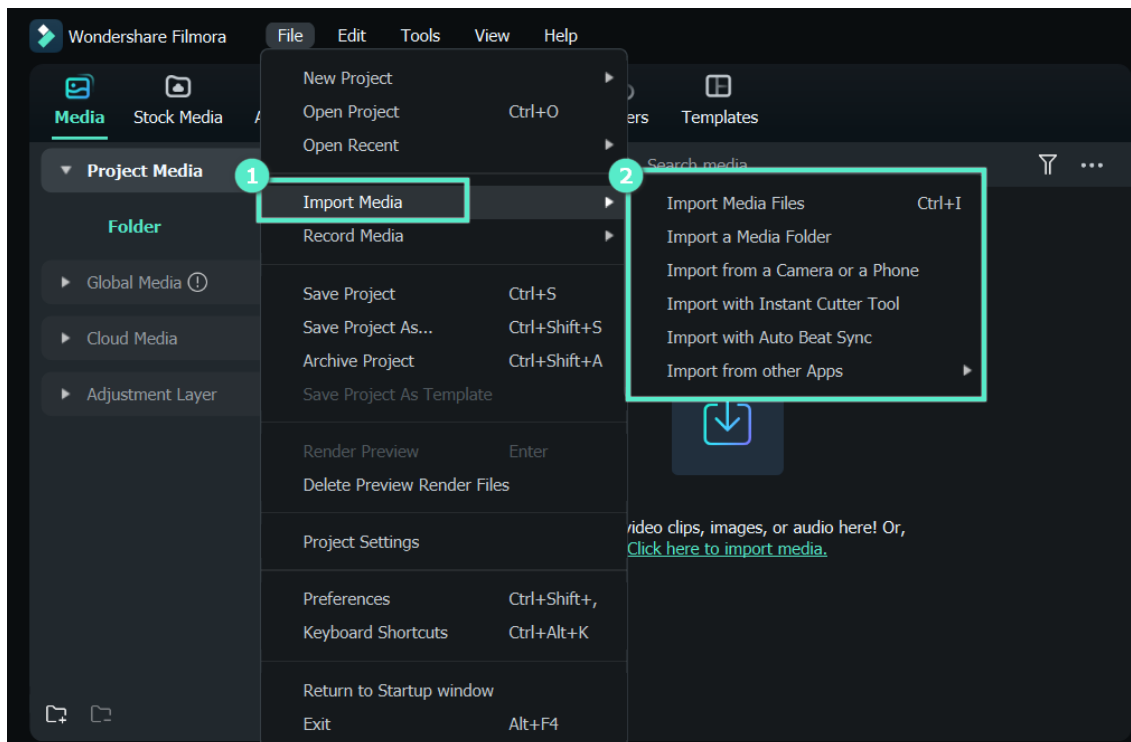 Wondershare Filmora File Edit Tools View Help
Media Stock Media Templates
Project Media
Folder
Global Media
Cloud Media
Adjustment Layer
New Project
Open Project Ctrl+O
Open Recent
1
Import Media
Record Media
Save Project Ctrl+S
Save Project As... Ctrl+Shift+S
Archive Project Ctrl+Shift+A
Save Project As Template
Render Preview Enter
Delete Preview Render Files
Project Settings
Preferences Ctrl+Shift+,
Keyboard Shortcuts Ctrl+Alt+K
Return to Startup window
Exit Alt+F4
Search media
2
Import Media Files Ctrl+I
Import a Media Folder
Import from a Camera or a Phone
Import with Instant Cutter Tool
Import with Auto Beat Sync
Import from other Apps
video clips, images, or audio here! Or,
Click here to import media.